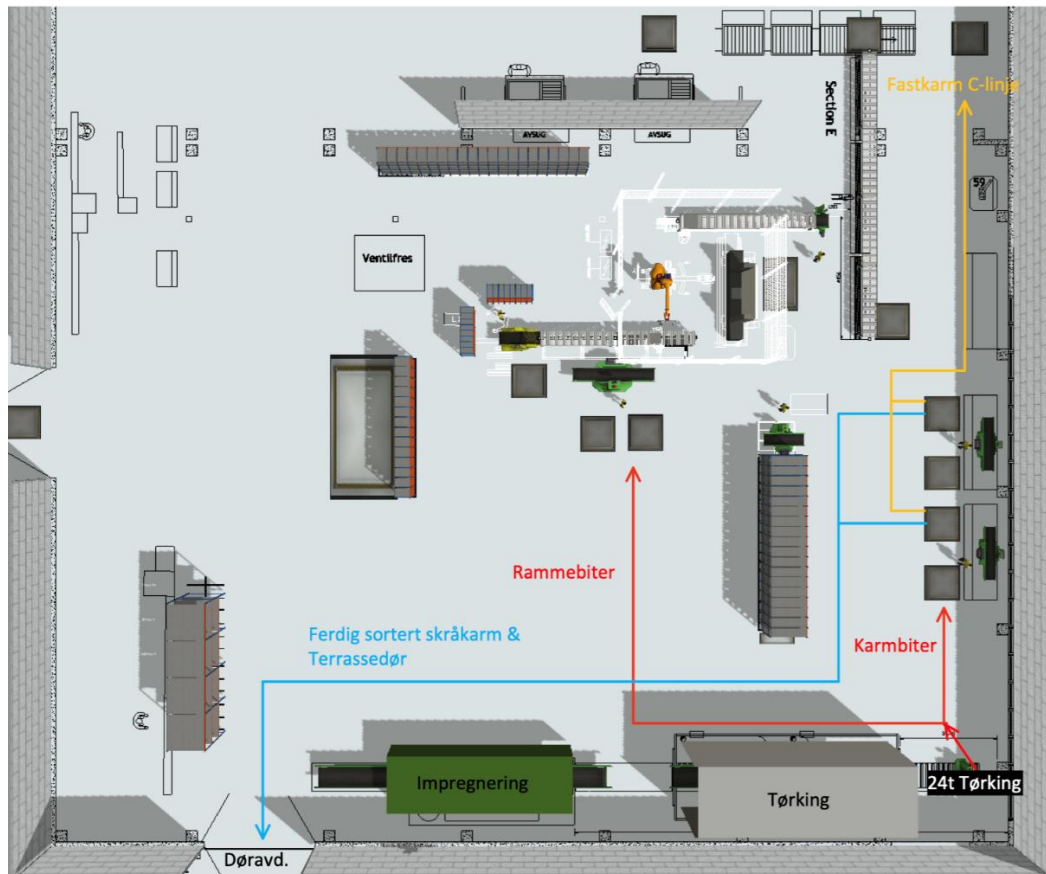 Fastkarm C-linje
Section E
AVSUG
AVSUG
59
Ventilfres
Rammebiter
Ferdig sortert skråkarm &
Terrassedør
Karmbiter
Impregnering
Tørking
24t Tørking
Døravd.